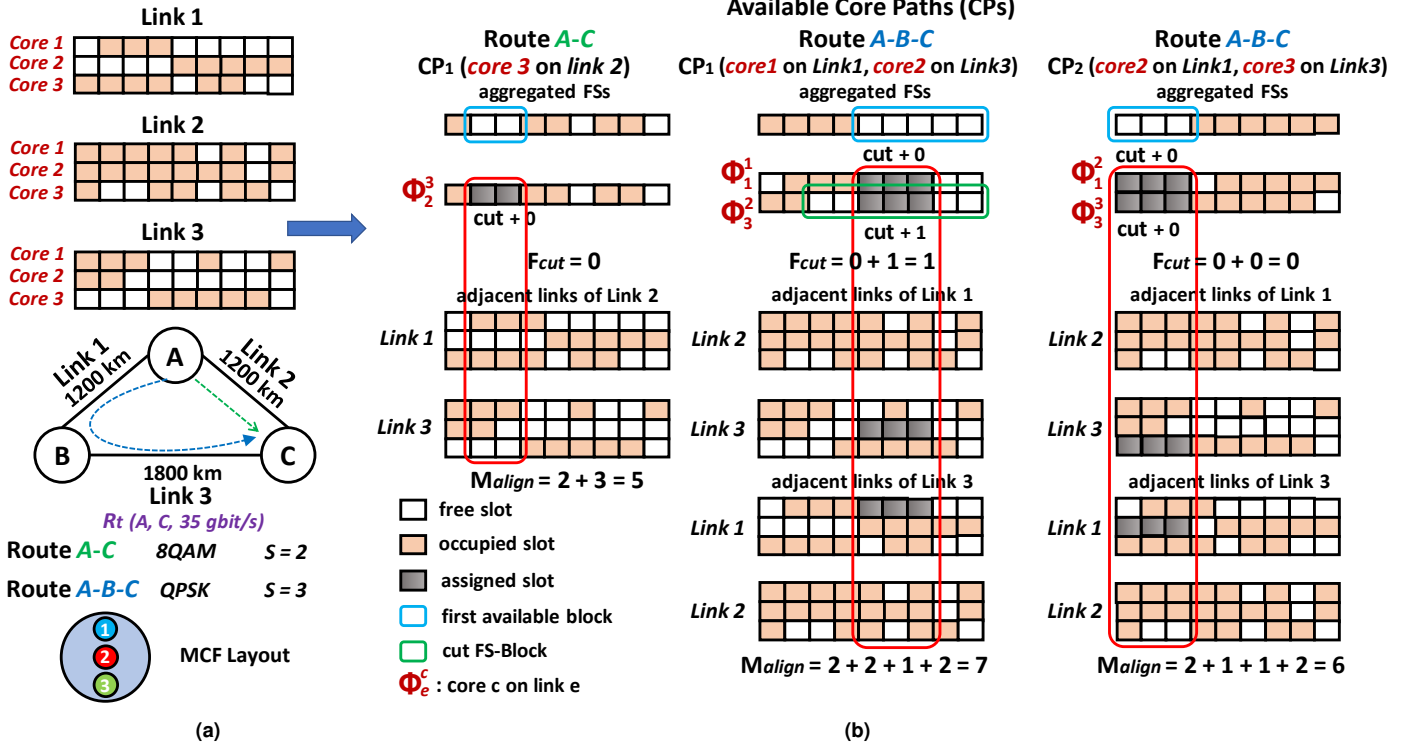 Link 1
Core 1
Core 2
Core 3
Link 2
Core 1
Core 2
Core 3
Link 3
Core 1
Core 2
Core 3
A
B
C
Link 1
1200 km
Link 2
1200 km
1800 km
Link 3
Rt (A, C, 35 gbit/s)
Route A-C 8QAM S = 2
Route A-B-C QPSK S = 3
1
2
3
MCF Layout
(a)
Available Core Paths (CPs)
Route A-C
CP1 (core 3 on link 2)
aggregated FSs
Φ₂³
cut + 0
Fcut = 0
adjacent links of Link 2
Link 1
Link 3
Malign = 2 + 3 = 5
free slot
occupied slot
assigned slot
first available block
cut FS-Block
Φₑᶜ : core c on link e
Route A-B-C
CP1 (core1 on Link1, core2 on Link3)
aggregated FSs
cut + 0
Φ₁¹
Φ₃²
cut + 1
Fcut = 0 + 1 = 1
adjacent links of Link 1
Link 2
Link 3
adjacent links of Link 3
Link 1
Link 2
Malign = 2 + 2 + 1 + 2 = 7
Route A-B-C
CP2 (core2 on Link1, core3 on Link3)
aggregated FSs
cut + 0
Φ₁²
Φ₃³
cut + 0
Fcut = 0 + 0 = 0
adjacent links of Link 1
Link 2
Link 3
adjacent links of Link 3
Link 1
Link 2
Malign = 2 + 1 + 1 + 2 = 6
(b)